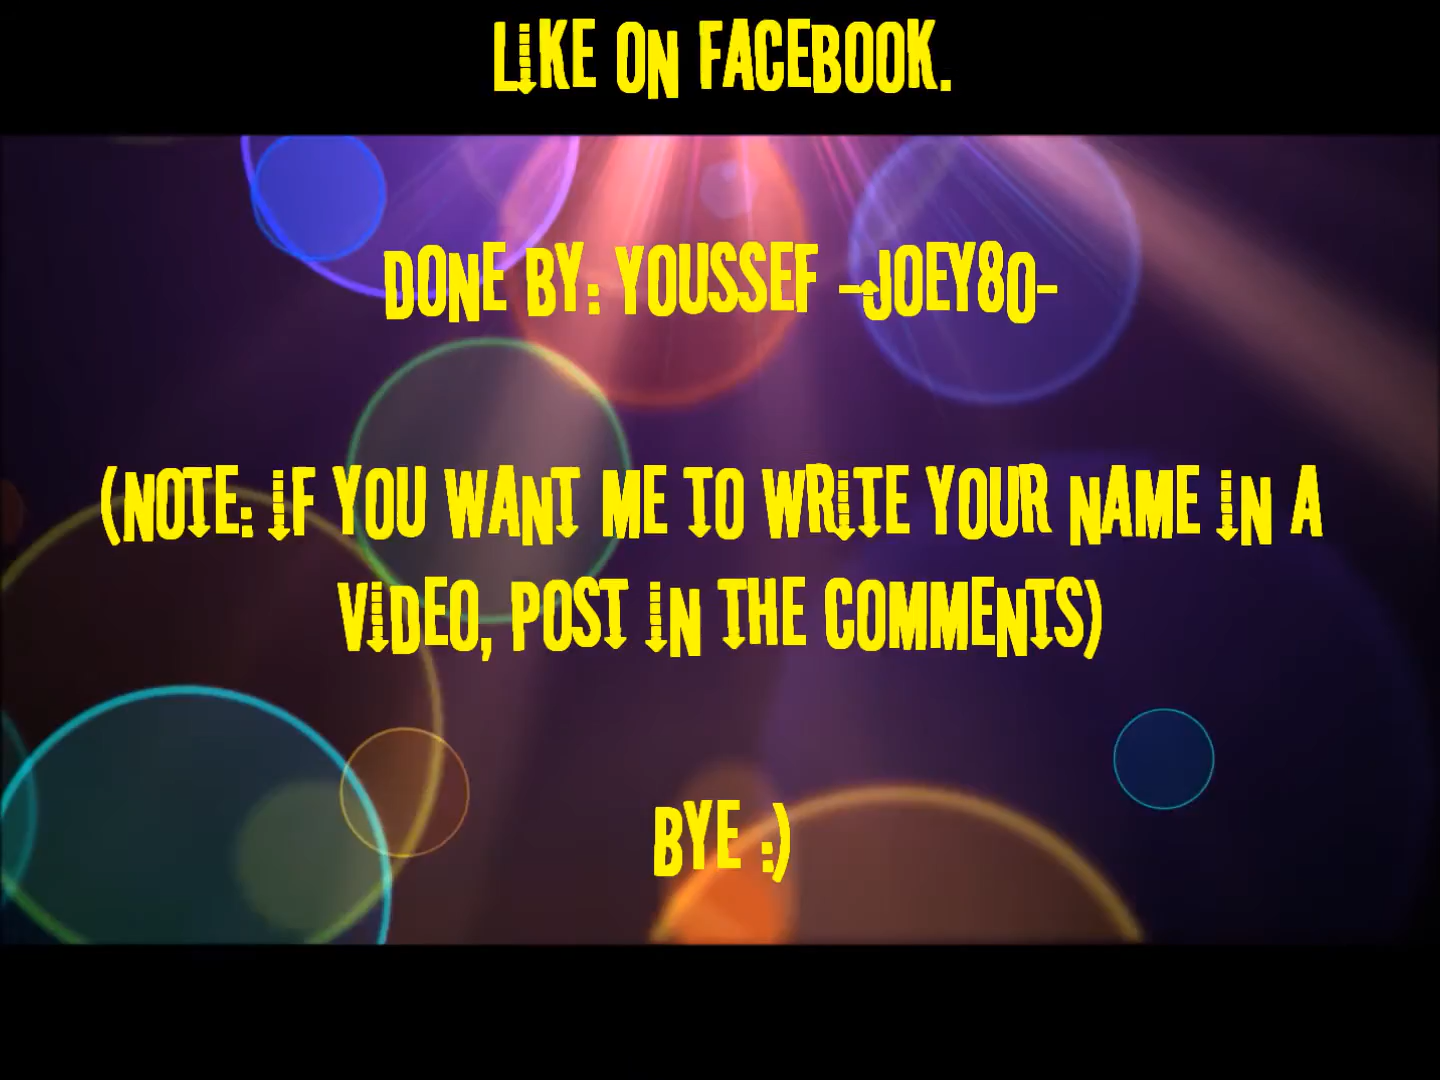 LIKE ON FACEBOOK.
DONE BY: YOUSSEF -JOEY80-
(NOTE: IF YOU WANT ME TO WRITE YOUR NAME IN A
VIDEO, POST IN THE COMMENTS)
BYE :)